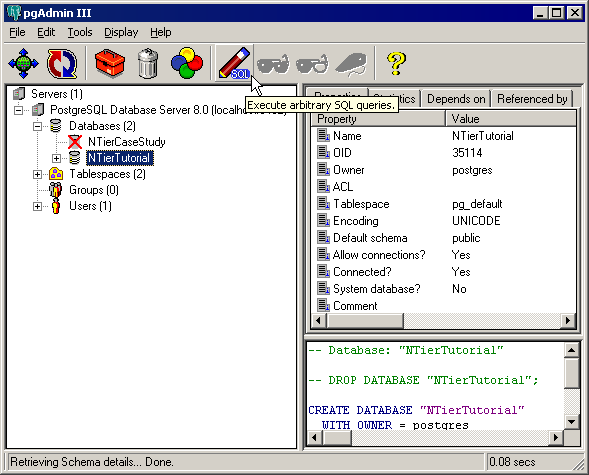 pgAdmin III
File Edit Tools Display Help
SQL
Execute arbitrary SQL queries.
Servers (1)
PostgreSQL Database Server 8.0
Databases (2)
NTierCaseStudy
NTierTutorial
Tablespaces (2)
Groups (0)
Users (1)
Properties Statistics Depends on Referenced by
Property Value
Name NTierTutorial
OID 35114
Owner postgres
ACL
Tablespace pg_default
Encoding UNICODE
Default schema public
Allow connections? Yes
Connected? Yes
System database? No
Comment
-- Database: "NTierTutorial"
-- DROP DATABASE "NTierTutorial";
CREATE DATABASE "NTierTutorial"
WITH OWNER = postgres
Retrieving Schema details... Done. 0.08 secs